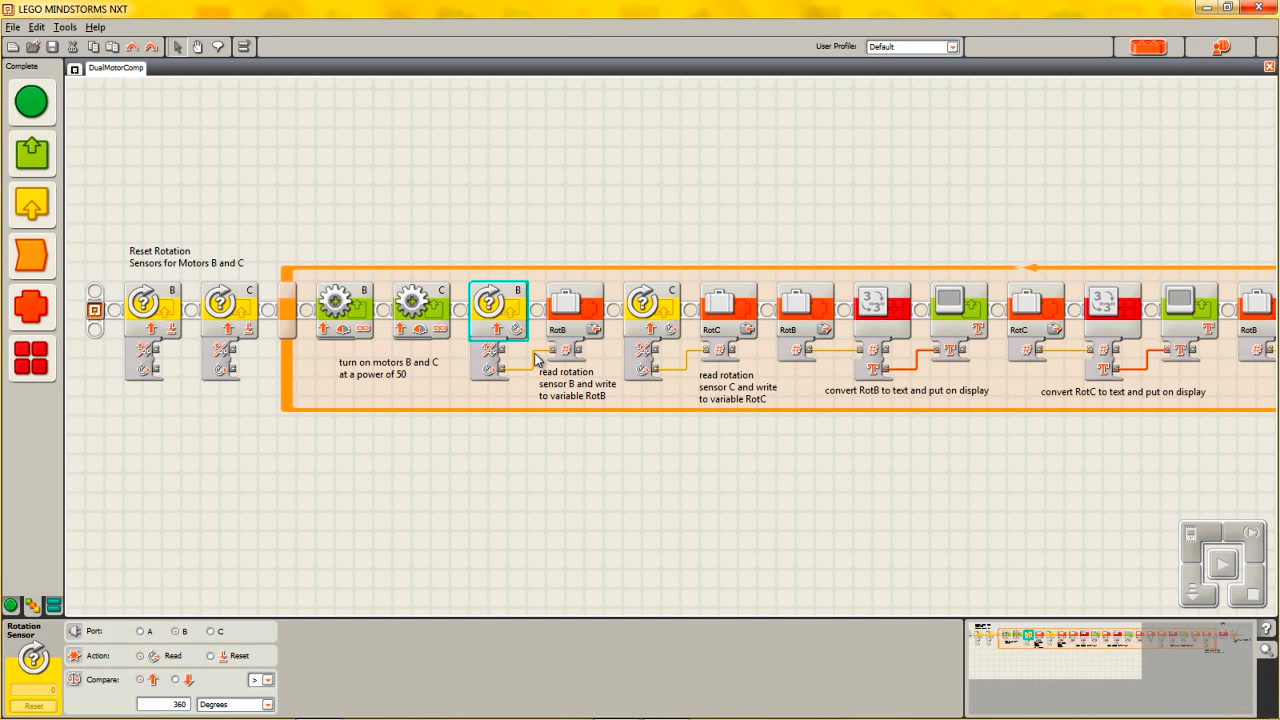 LEGO MINDSTORMS NXT
File Edit Tools Help
User Profile: Default
Complete
DualMotorComp
Reset Rotation
Sensors for Motors B and C
B C B C B C
RotB RotC RotB RotC RotB
turn on motors B and C
at a power of 50
read rotation
sensor B and write
to variable RotB
read rotation
sensor C and write
to variable RotC
convert RotB to text and put on display
convert RotC to text and put on display
Rotation
Sensor
0
Reset
Port: A B C
Action: Read Reset
Compare: >
360 Degrees